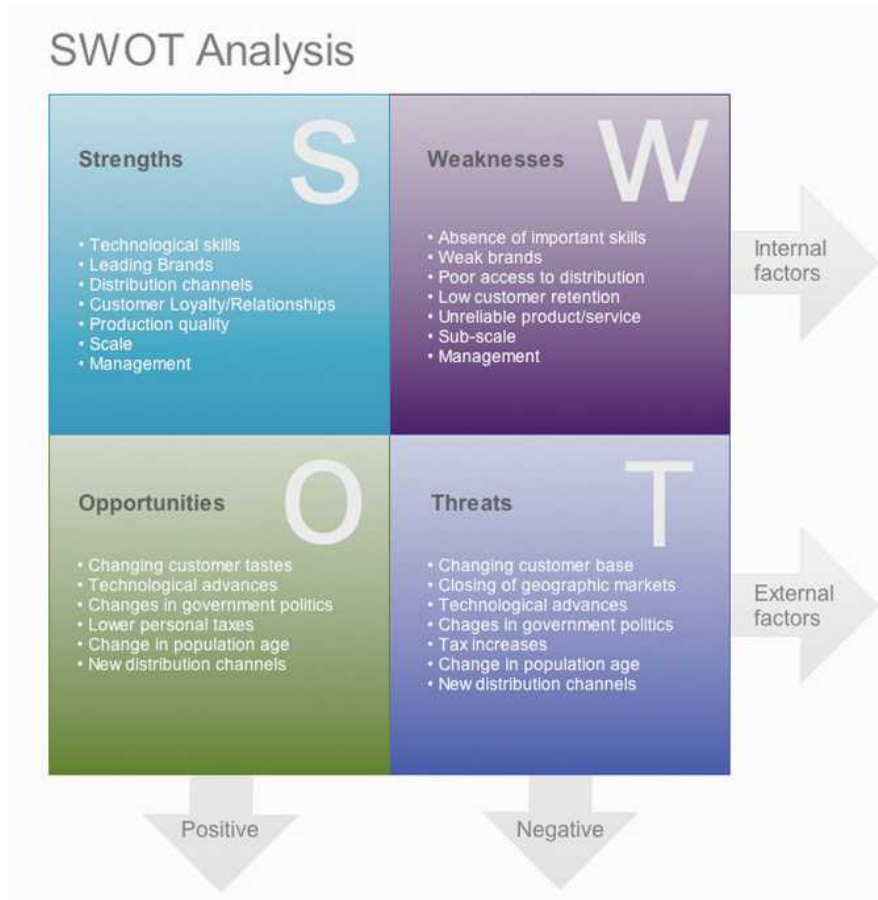 SWOT Analysis
S
Strengths
• Technological skills
• Leading Brands
• Distribution channels
• Customer Loyalty/Relationships
• Production quality
• Scale
• Management
W
Weaknesses
• Absence of important skills
• Weak brands
• Poor access to distribution
• Low customer retention
• Unreliable product/service
• Sub-scale
• Management
Internal
factors
O
Opportunities
• Changing customer tastes
• Technological advances
• Changes in government politics
• Lower personal taxes
• Change in population age
• New distribution channels
T
Threats
• Changing customer base
• Closing of geographic markets
• Technological advances
• Chages in government politics
• Tax increases
• Change in population age
• New distribution channels
External
factors
Positive
Negative